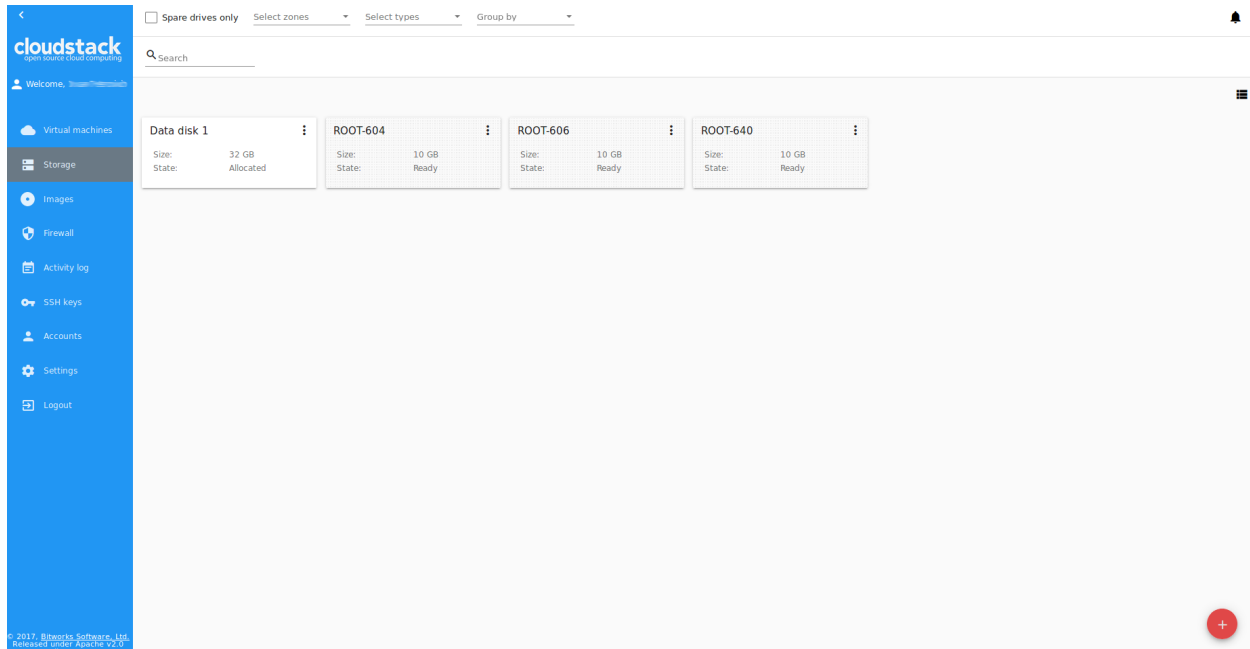 Spare drives only Select zones Select types Group by
cloudstack
open source cloud computing
Search
Welcome,
Virtual machines
Storage
Images
Firewall
Activity log
SSH keys
Accounts
Settings
Logout
Data disk 1
Size: 32 GB
State: Allocated
ROOT-604
Size: 10 GB
State: Ready
ROOT-606
Size: 10 GB
State: Ready
ROOT-640
Size: 10 GB
State: Ready
© 2017, Bitworks Software, Ltd.
Released under Apache v2.0